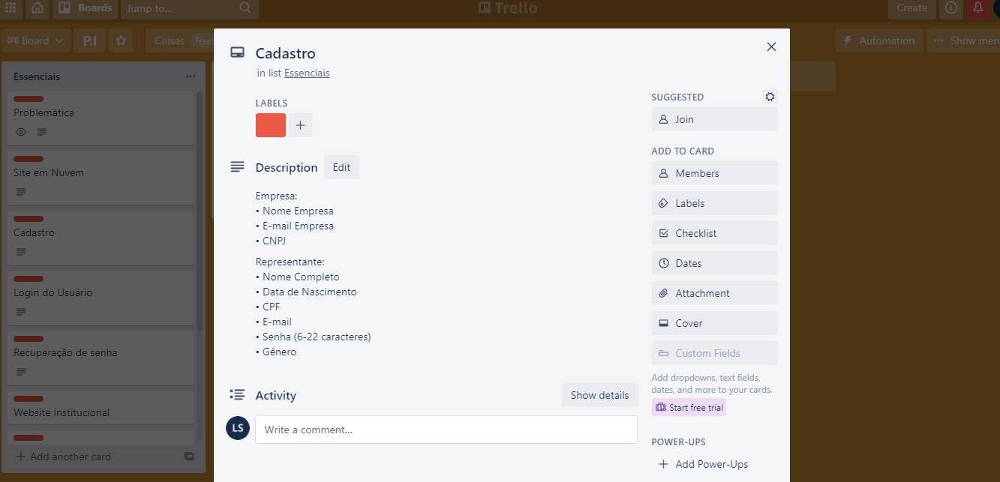 Boards
Jump to...
Trello
Create
Board
P.I
Coisas
Free
Automation
Show men
Essenciais
Problemática
Site em Nuvem
Cadastro
Login do Usuário
Recuperação de senha
Website Institucional
Add another card
Cadastro
in list Essenciais
LABELS
Description
Edit
Empresa:
• Nome Empresa
• E-mail Empresa
• CNPJ
Representante:
• Nome Completo
• Data de Nascimento
• CPF
• E-mail
• Senha (6-22 caracteres)
• Gênero
Activity
Show details
LS
Write a comment...
SUGGESTED
Join
ADD TO CARD
Members
Labels
Checklist
Dates
Attachment
Cover
Custom Fields
Add dropdowns, text fields,
dates, and more to your cards.
Start free trial
POWER-UPS
Add Power-Ups